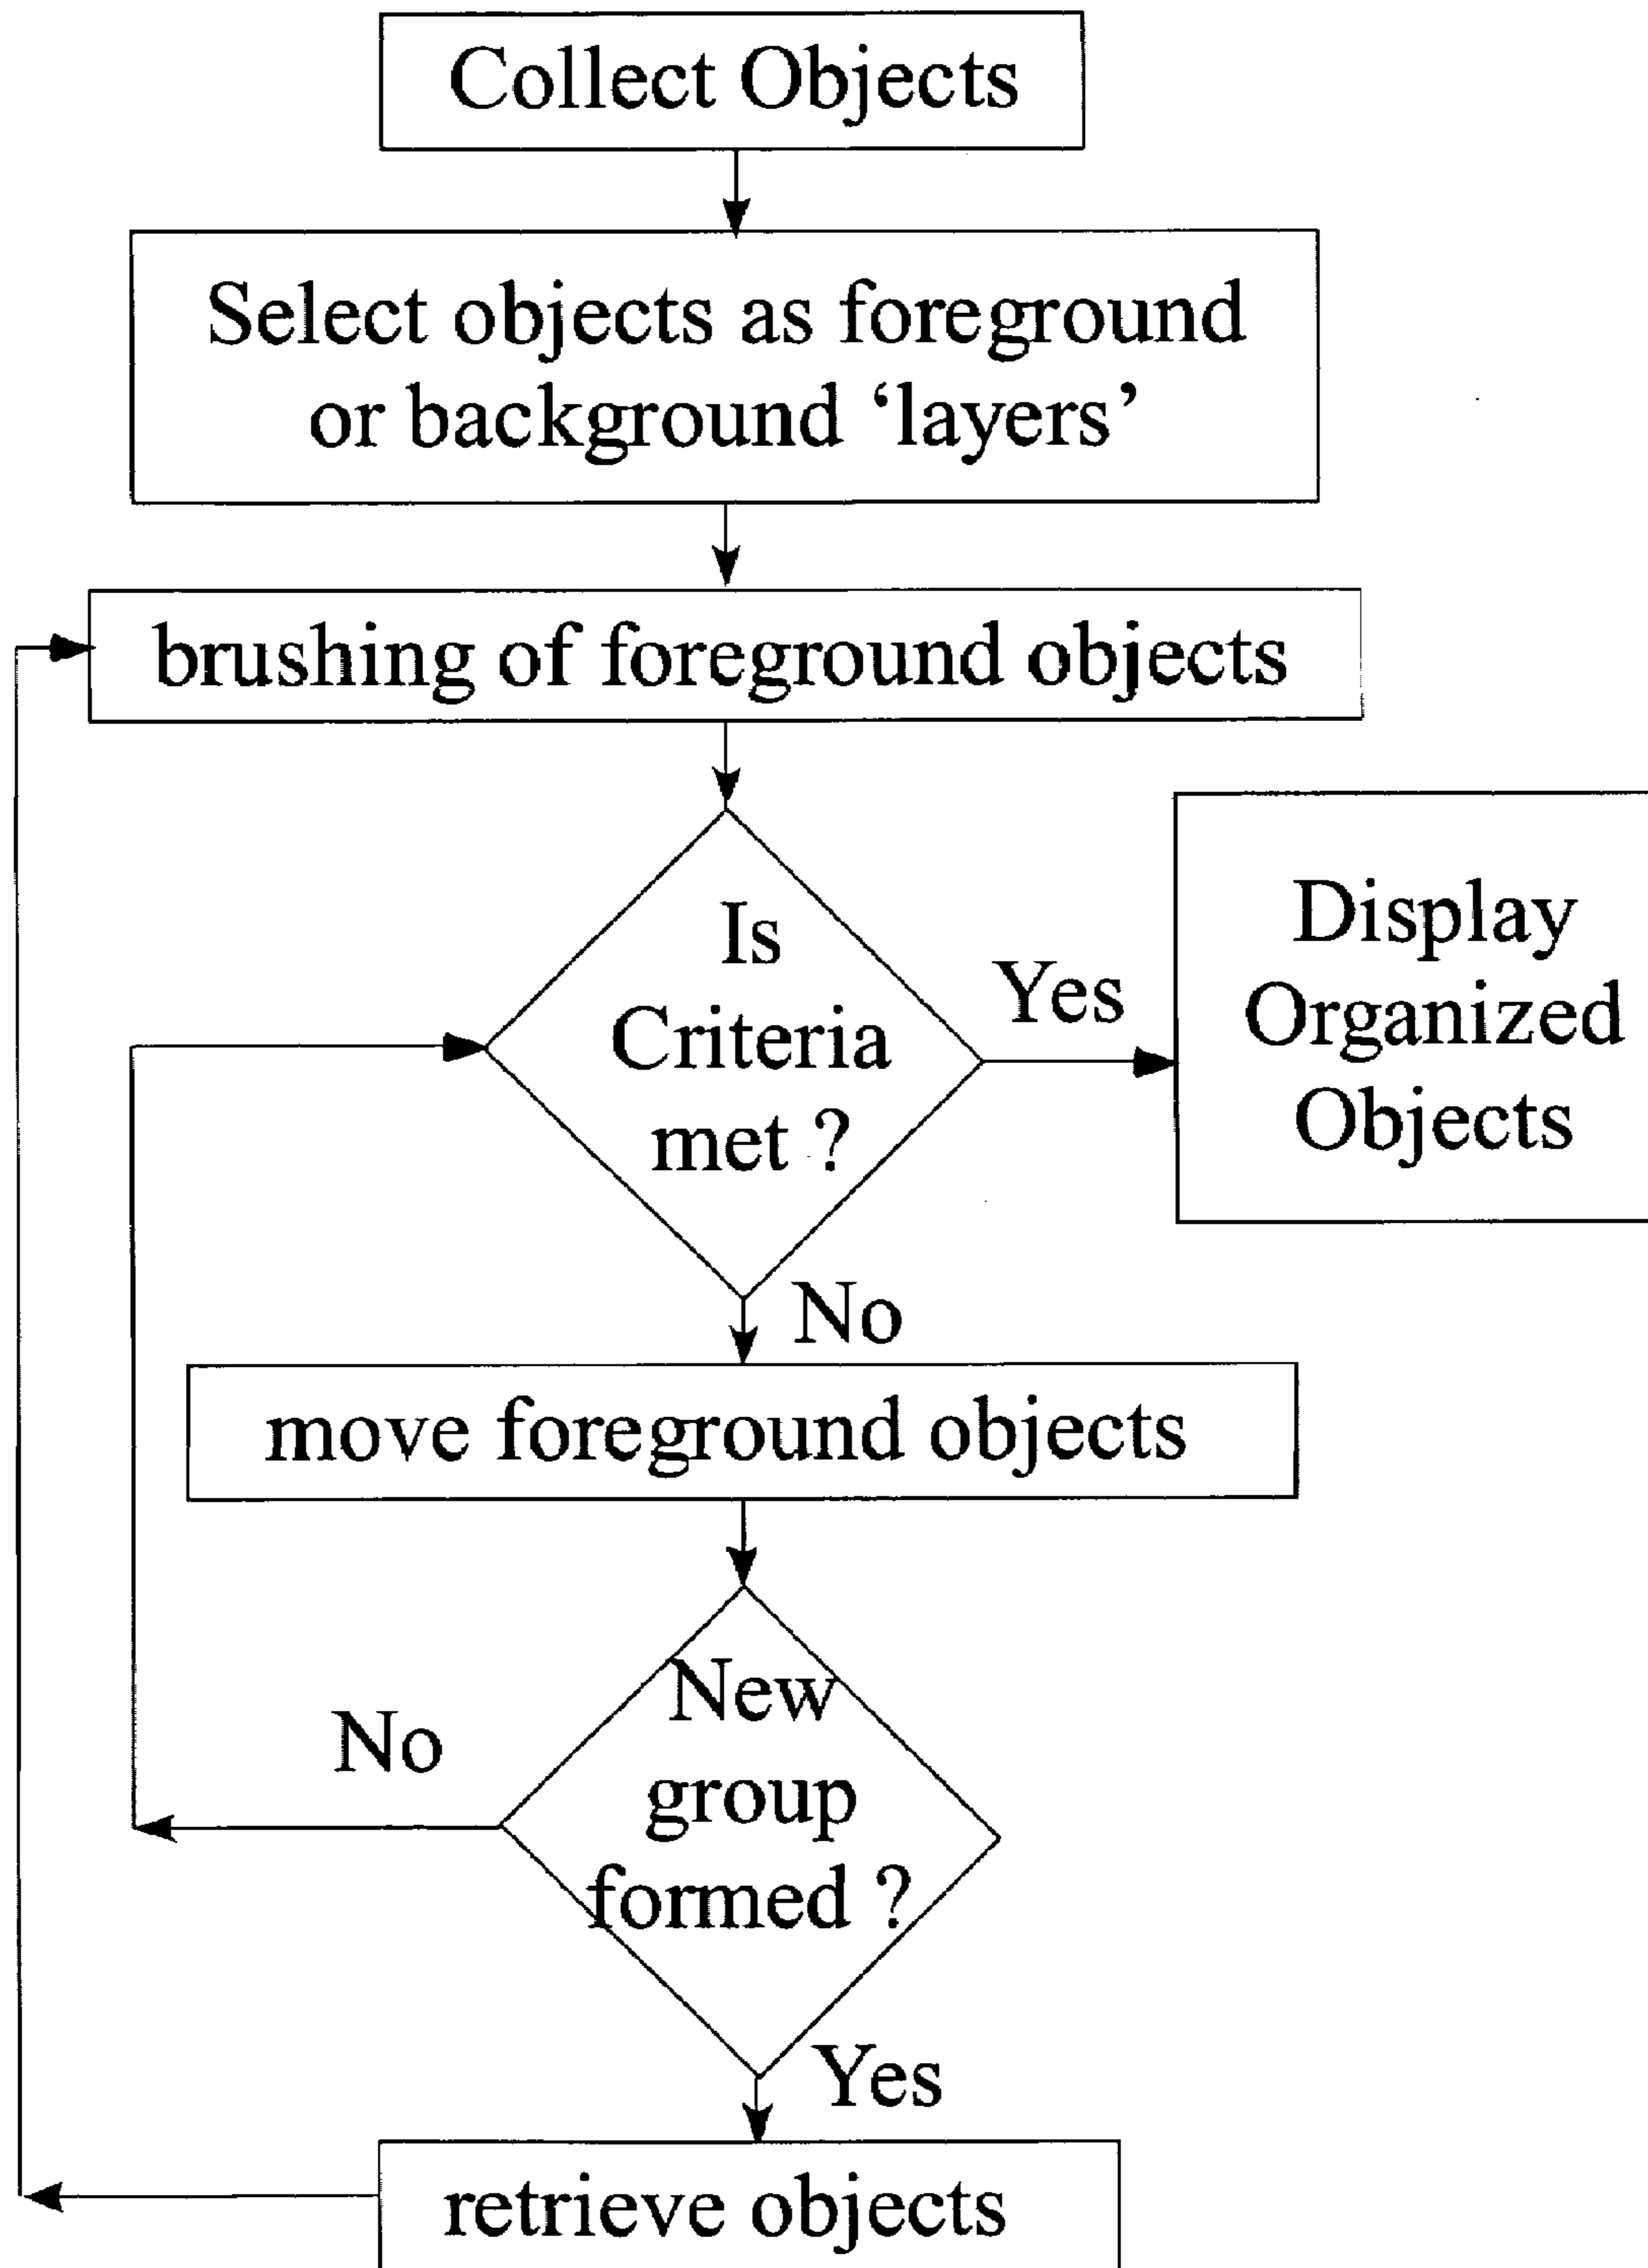 Collect Objects
Select objects as foreground
or background ‘layers’
brushing of foreground objects
Is
Criteria
met ?
Yes
Display
Organized
Objects
No
move foreground objects
New
group
formed ?
No
Yes
retrieve objects